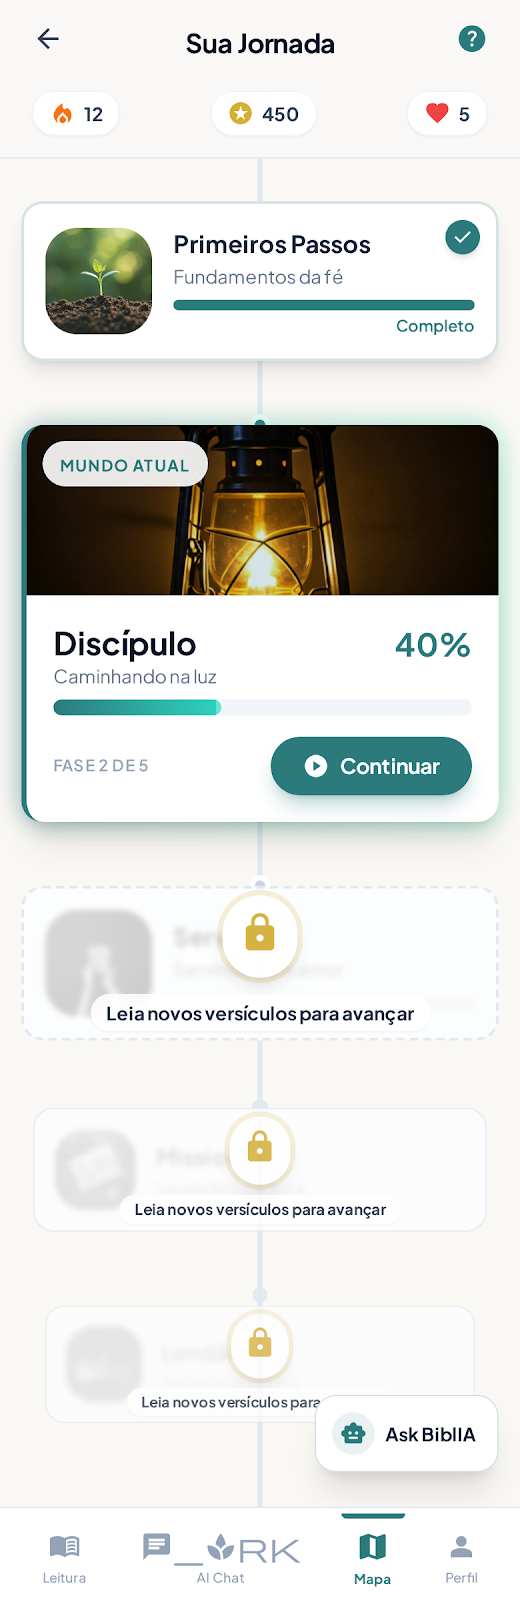 Sua Jornada
12
450
5
Primeiros Passos
Fundamentos da fé
Completo
MUNDO ATUAL
Discípulo
40%
Caminhando na luz
FASE 2 DE 5
Continuar
Leia novos versículos para avançar
Leia novos versículos para avançar
Leia novos versículos para
Ask BiblIA
Leitura
AI Chat
Mapa
Perfil